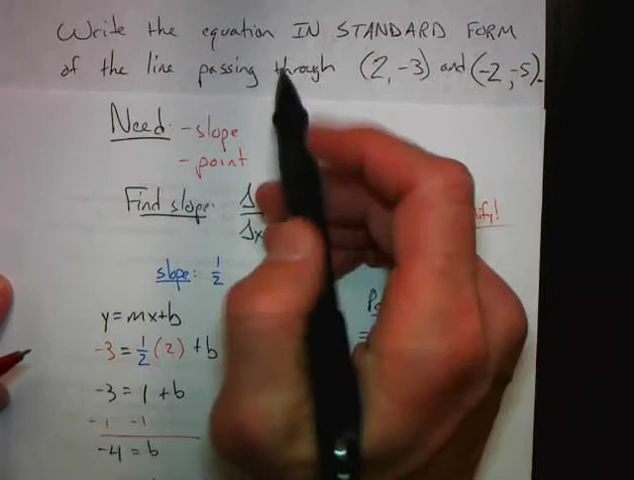 Write the equation IN STANDARD FORM
of the line passing through (2,-3) and (-2,-5).
Need: - slope
- point
Find slope: Δ
Δx
slope: 1/2
y=mx+b
-3 = 1/2 (2) + b
-3 = 1 + b
-1 -1
-4 = b